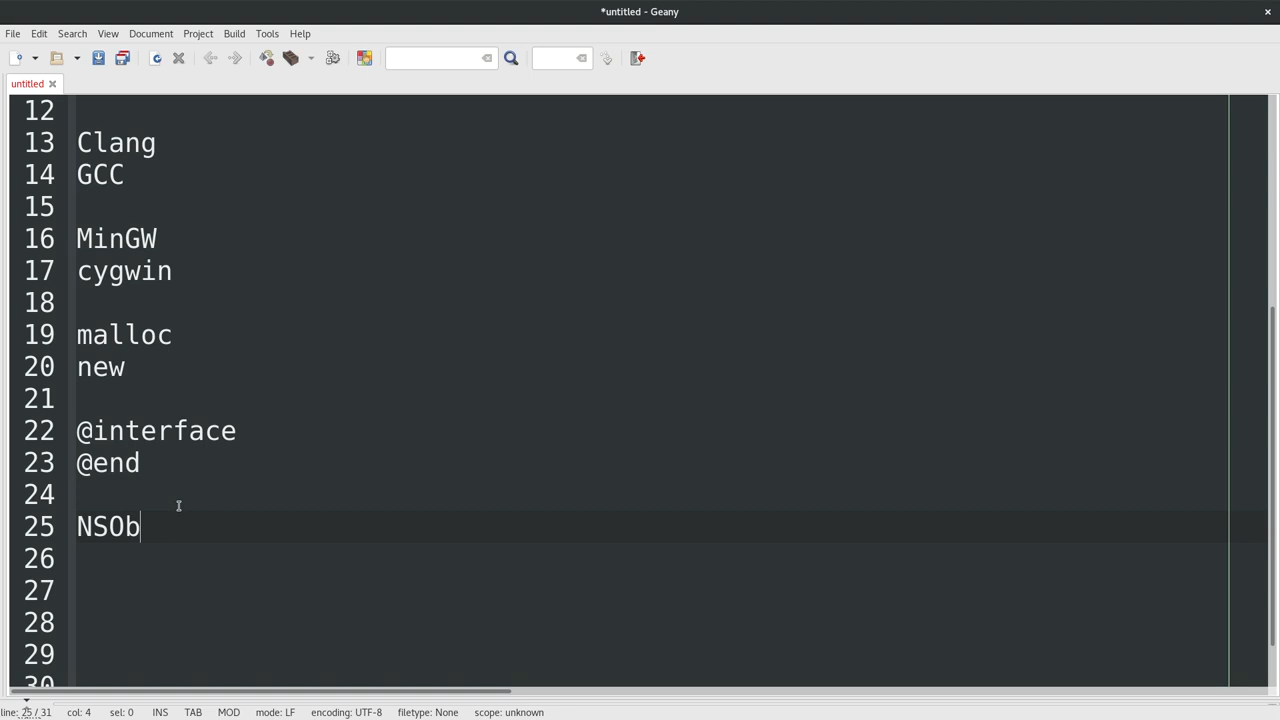 *untitled - Geany
File Edit Search View Document Project Build Tools Help
untitled
12
13 Clang
14 GCC
15
16 MinGW
17 cygwin
18
19 malloc
20 new
21
22 @interface
23 @end
24
25 NSOb
26
27
28
29
30
line: 25 / 31 col: 4 sel: 0 INS TAB MOD mode: LF encoding: UTF-8 filetype: None scope: unknown